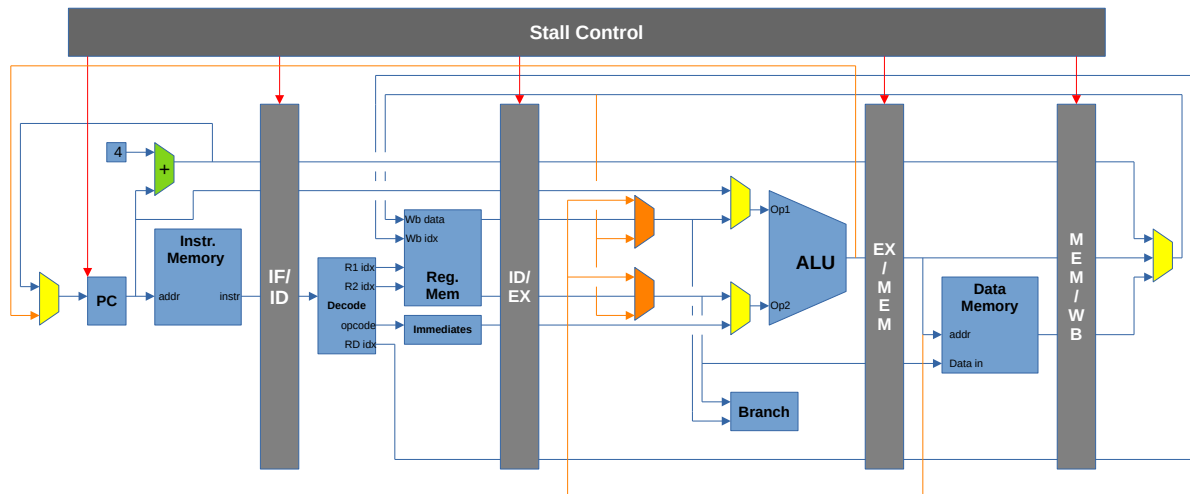 Stall Control
4
+
Instr.
Memory
addr
instr
PC
IF/
ID
Wb data
Wb idx
R1 idx
R2 idx
Reg.
Mem
Decode
opcode
RD idx
Immediates
ID/
EX
Op1
ALU
Op2
Branch
EX
/
M
E
M
Data
Memory
addr
Data in
M
E
M
/
W
B